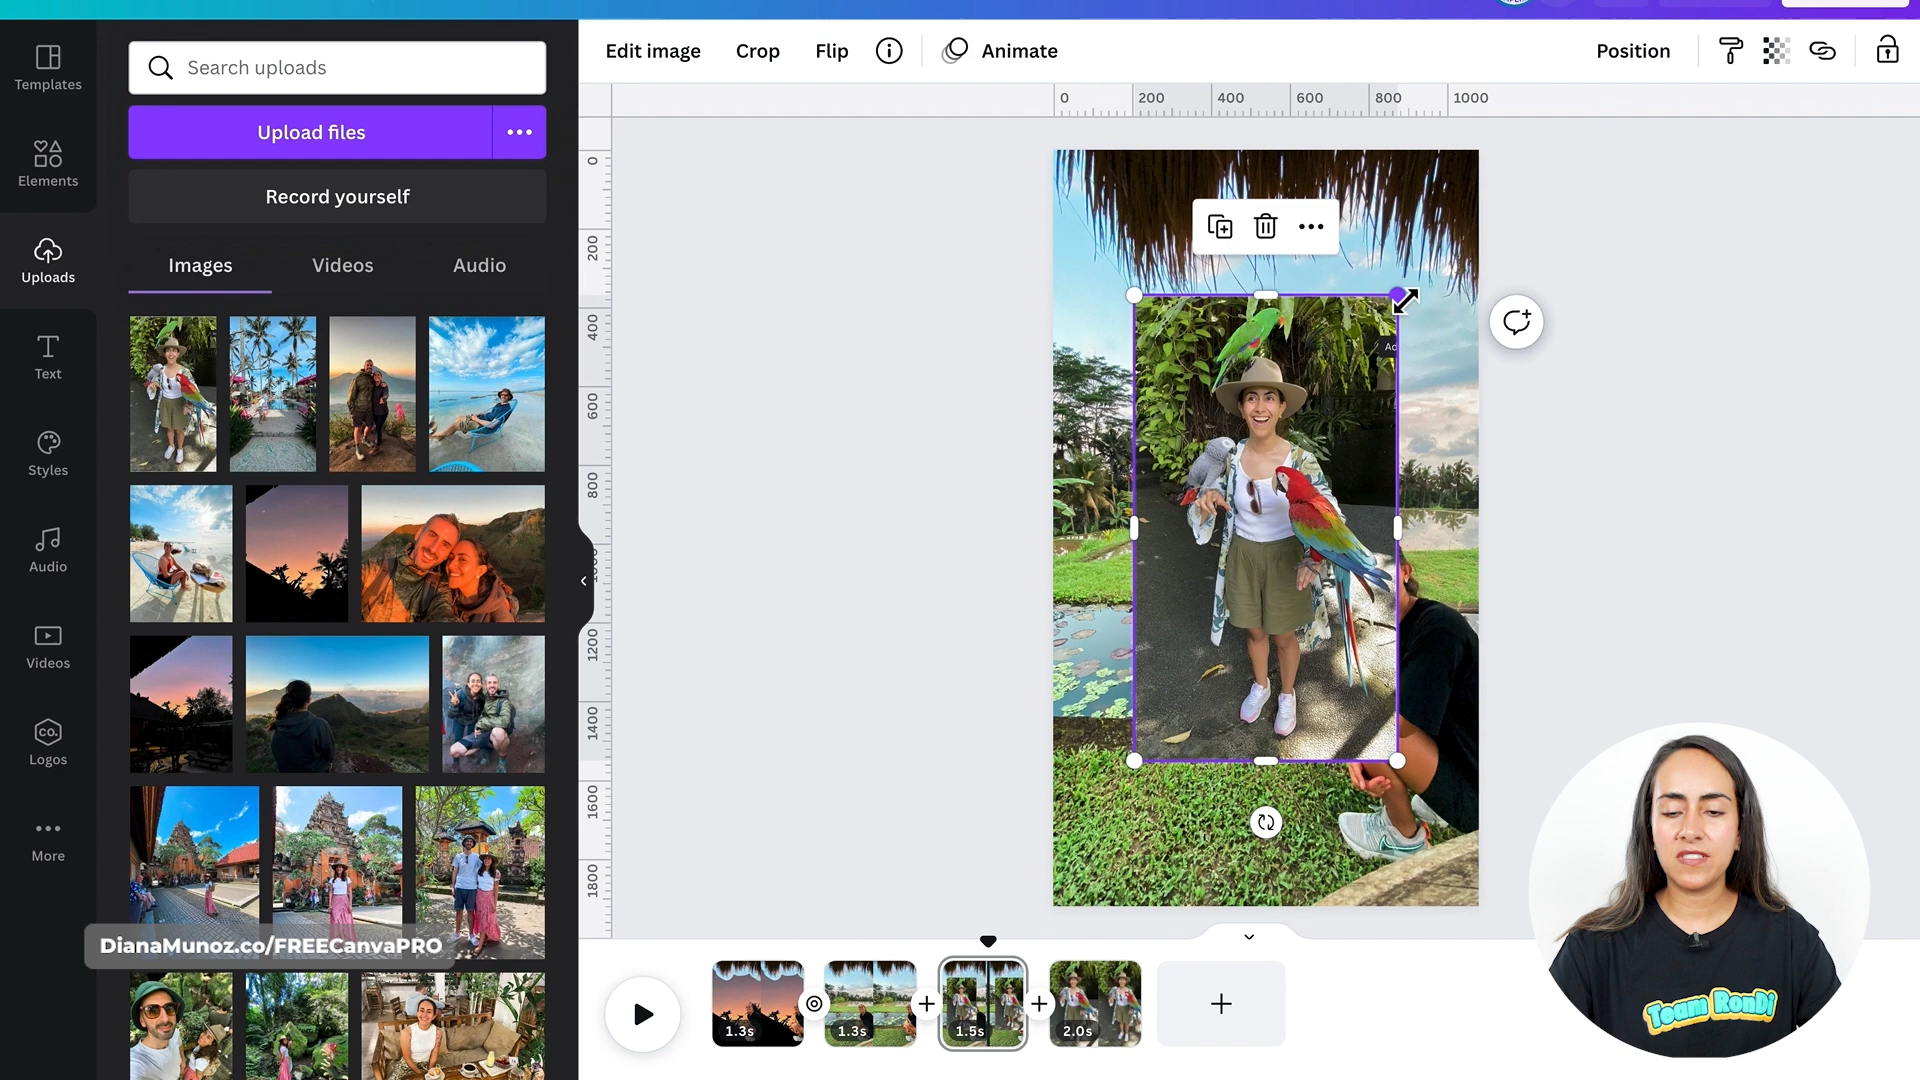 Templates
Elements
Uploads
Text
Styles
Audio
Videos
CO.
Logos
More
Search uploads
Upload files
Record yourself
Images
Videos
Audio
DianaMunoz.co/FREECanvaPRO
Edit image
Crop
Flip
Animate
Position
0
200
400
600
800
1000
0
200
400
600
800
1200
1400
1600
1800
1.3s
1.3s
1.5s
2.0s
Team RonDi